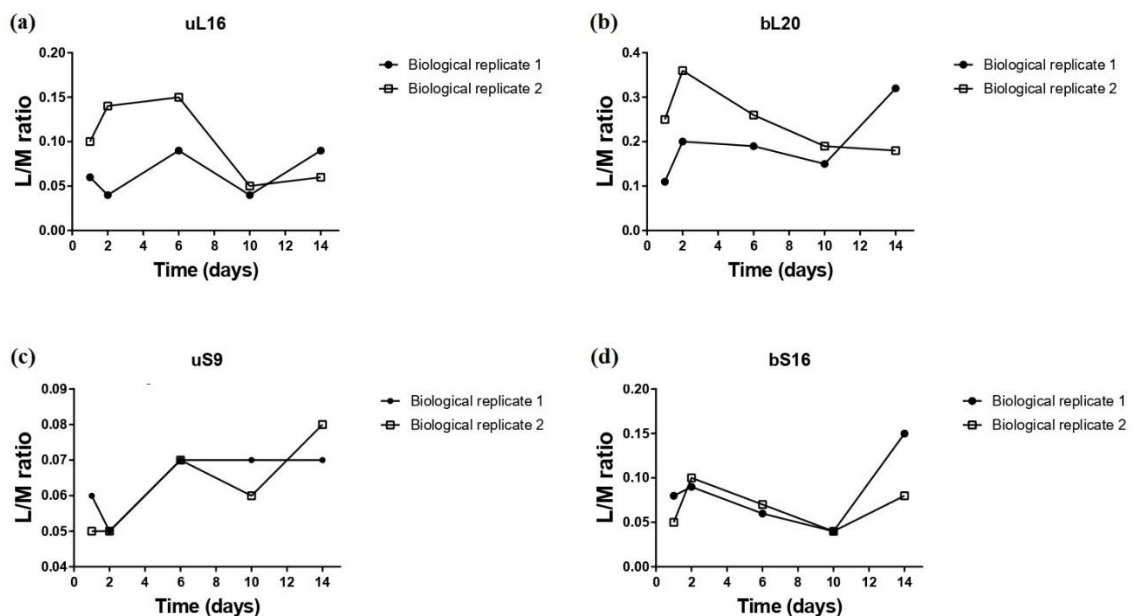 (a)
uL16
L/M ratio
0.20
0.15
0.10
0.05
0.00
0 2 4 6 8 10 12 14
Time (days)
Biological replicate 1
Biological replicate 2
(b)
bL20
L/M ratio
0.4
0.3
0.2
0.1
0.0
0 2 4 6 8 10 12 14
Time (days)
Biological replicate 1
Biological replicate 2
(c)
uS9
L/M ratio
0.09
0.08
0.07
0.06
0.05
0.04
0 2 4 6 8 10 12 14
Time (days)
Biological replicate 1
Biological replicate 2
(d)
bS16
L/M ratio
0.20
0.15
0.10
0.05
0.00
0 2 4 6 8 10 12 14
Time (days)
Biological replicate 1
Biological replicate 2